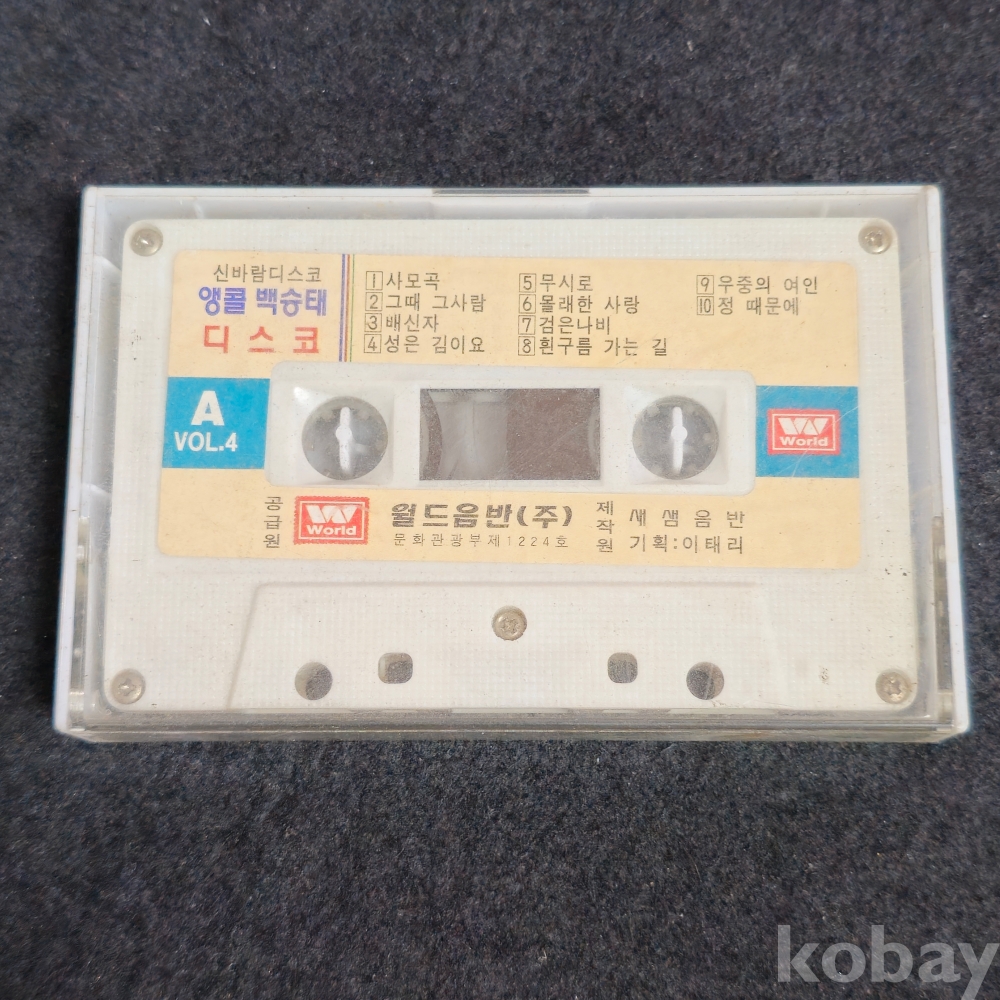 신바람디스코
앵콜 백승태
디스코
1 사모곡
2 그때 그사람
3 배신자
4 성은 김이요
5 무시로
6 몰래한 사랑
7 검은나비
8 흰구름 가는 길
9 우중의 여인
10 정 때문에
A
VOL.4
W
World
공급원
W
World
월드음반(주)
문화관광부제1224호
제작원
새샘음반
기획:이태리
kobay